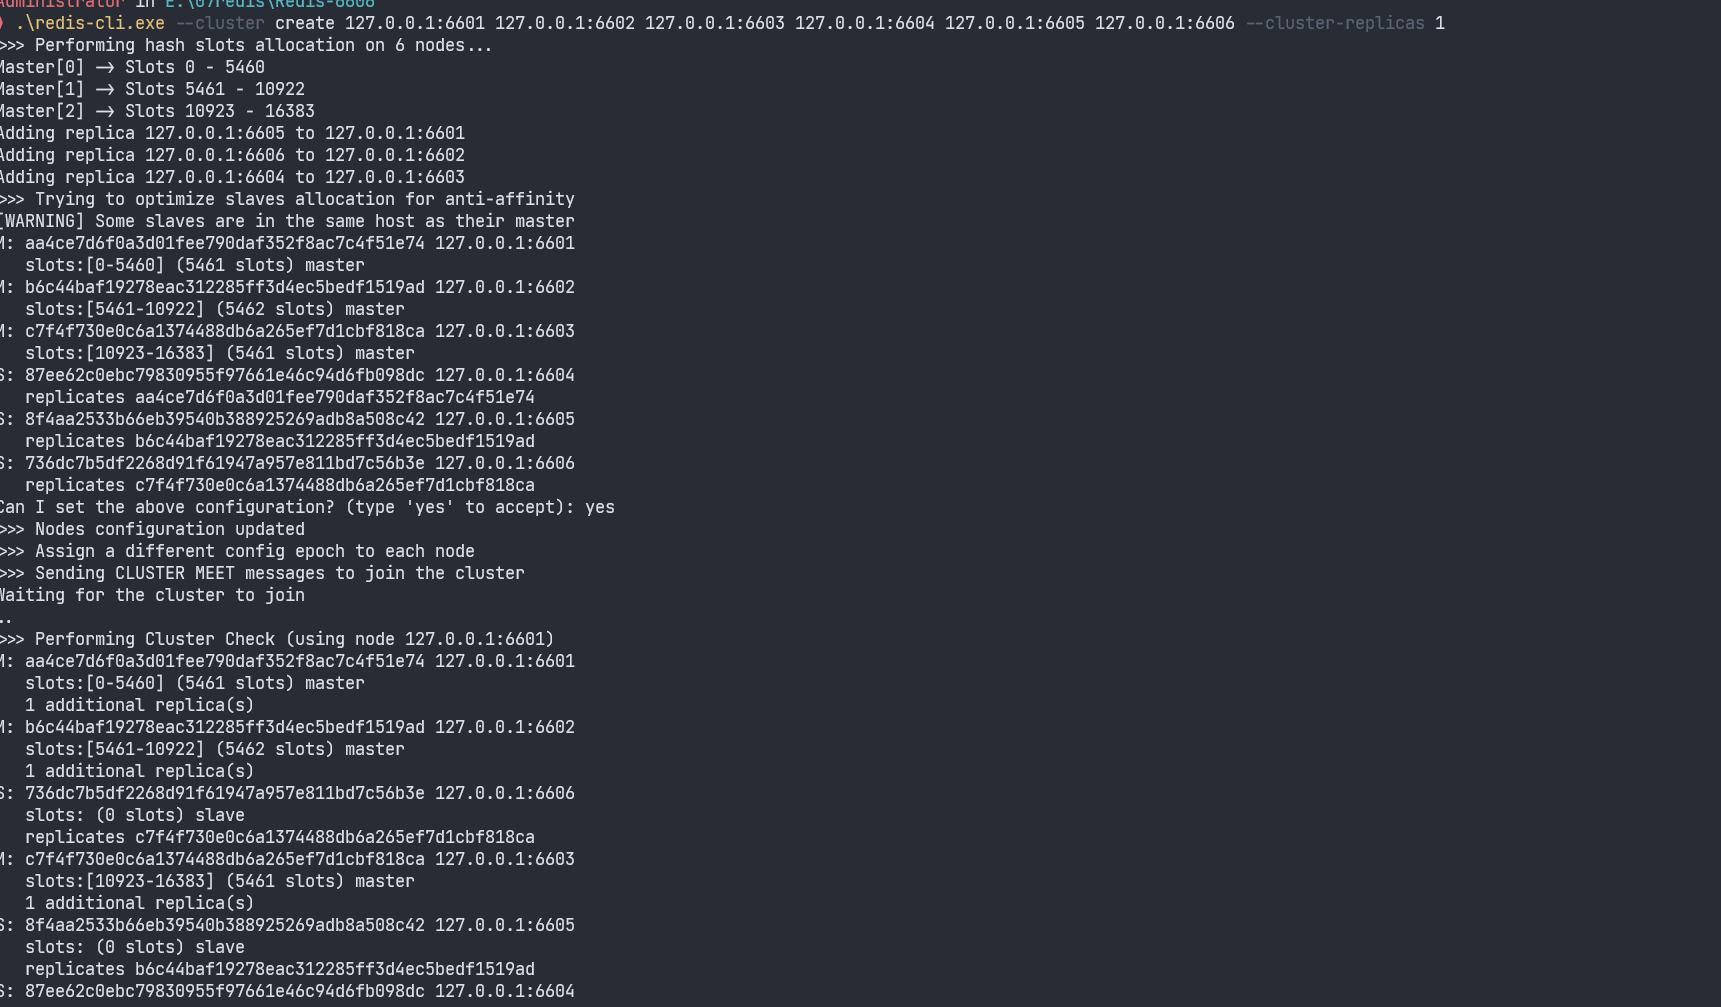 Administrator in E:\07redis\Redis-6606
❯ .\redis-cli.exe --cluster create 127.0.0.1:6601 127.0.0.1:6602 127.0.0.1:6603 127.0.0.1:6604 127.0.0.1:6605 127.0.0.1:6606 --cluster-replicas 1
>>> Performing hash slots allocation on 6 nodes...
Master[0] -> Slots 0 - 5460
Master[1] -> Slots 5461 - 10922
Master[2] -> Slots 10923 - 16383
Adding replica 127.0.0.1:6605 to 127.0.0.1:6601
Adding replica 127.0.0.1:6606 to 127.0.0.1:6602
Adding replica 127.0.0.1:6604 to 127.0.0.1:6603
>>> Trying to optimize slaves allocation for anti-affinity
[WARNING] Some slaves are in the same host as their master
M: aa4ce7d6f0a3d01fee790daf352f8ac7c4f51e74 127.0.0.1:6601
   slots:[0-5460] (5461 slots) master
M: b6c44baf19278eac312285ff3d4ec5bedf1519ad 127.0.0.1:6602
   slots:[5461-10922] (5462 slots) master
M: c7f4f730e0c6a1374488db6a265ef7d1cbf818ca 127.0.0.1:6603
   slots:[10923-16383] (5461 slots) master
S: 87ee62c0ebc79830955f97661e46c94d6fb098dc 127.0.0.1:6604
   replicates aa4ce7d6f0a3d01fee790daf352f8ac7c4f51e74
S: 8f4aa2533b66eb39540b388925269adb8a508c42 127.0.0.1:6605
   replicates b6c44baf19278eac312285ff3d4ec5bedf1519ad
S: 736dc7b5df2268d91f61947a957e811bd7c56b3e 127.0.0.1:6606
   replicates c7f4f730e0c6a1374488db6a265ef7d1cbf818ca
Can I set the above configuration? (type 'yes' to accept): yes
>>> Nodes configuration updated
>>> Assign a different config epoch to each node
>>> Sending CLUSTER MEET messages to join the cluster
Waiting for the cluster to join
..
>>> Performing Cluster Check (using node 127.0.0.1:6601)
M: aa4ce7d6f0a3d01fee790daf352f8ac7c4f51e74 127.0.0.1:6601
   slots:[0-5460] (5461 slots) master
   1 additional replica(s)
M: b6c44baf19278eac312285ff3d4ec5bedf1519ad 127.0.0.1:6602
   slots:[5461-10922] (5462 slots) master
   1 additional replica(s)
S: 736dc7b5df2268d91f61947a957e811bd7c56b3e 127.0.0.1:6606
   slots: (0 slots) slave
   replicates c7f4f730e0c6a1374488db6a265ef7d1cbf818ca
M: c7f4f730e0c6a1374488db6a265ef7d1cbf818ca 127.0.0.1:6603
   slots:[10923-16383] (5461 slots) master
   1 additional replica(s)
S: 8f4aa2533b66eb39540b388925269adb8a508c42 127.0.0.1:6605
   slots: (0 slots) slave
   replicates b6c44baf19278eac312285ff3d4ec5bedf1519ad
S: 87ee62c0ebc79830955f97661e46c94d6fb098dc 127.0.0.1:6604